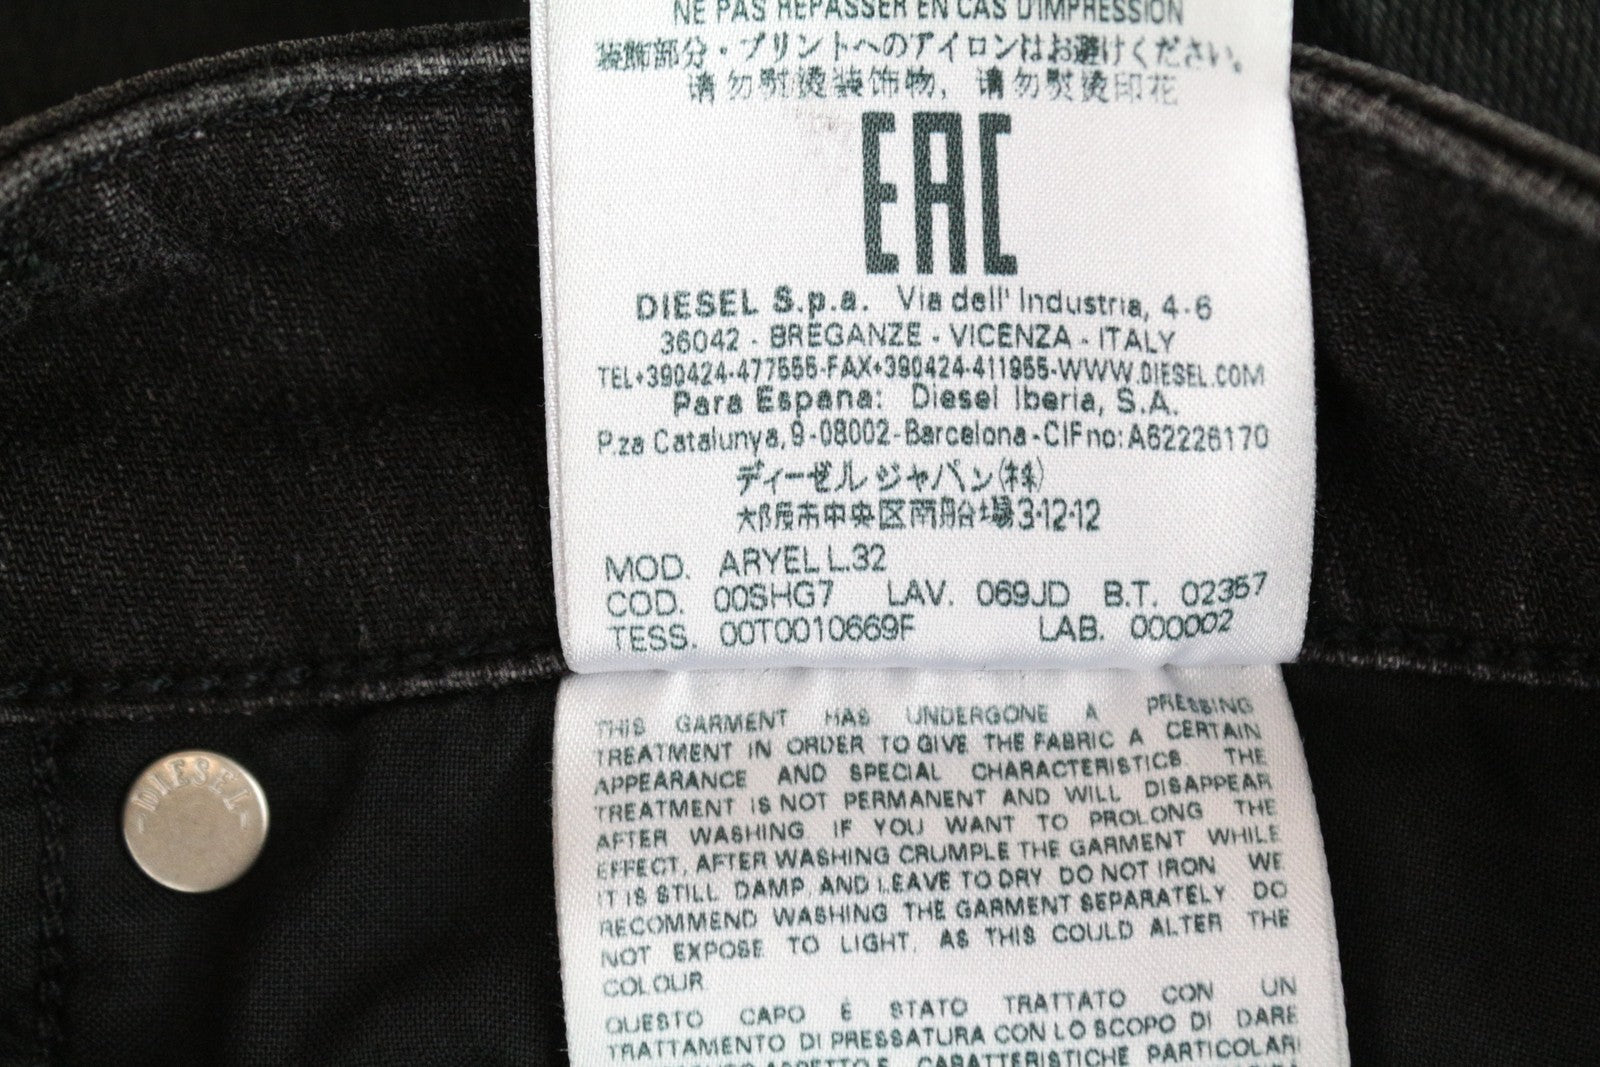 NE PAS REPASSER EN CAS D'IMPRESSION
装飾部分・プリントへのアイロンはお避けください。
请勿熨烫装饰物，请勿熨烫印花
EAC
DIESEL S.p.a. Via dell' Industria, 4-6
36042 - BREGANZE - VICENZA - ITALY
TEL+390424-477555-FAX+390424-411955-WWW.DIESEL.COM
Para Espana: Diesel Iberia, S.A.
P.za Catalunya, 9-08002-Barcelona-CIF no: A62226170
ディーゼル ジャパン(株)
大阪市中央区南船場3-12-12
MOD. ARYEL L.32
COD. 00SHG7 LAV. 069JD B.T. 02357
TESS. 00T0010669F LAB. 000002
DIESEL
THIS GARMENT HAS UNDERGONE A PRESSING
TREATMENT IN ORDER TO GIVE THE FABRIC A CERTAIN
APPEARANCE AND SPECIAL CHARACTERISTICS. THE
TREATMENT IS NOT PERMANENT AND WILL DISAPPEAR
AFTER WASHING. IF YOU WANT TO PROLONG THE
EFFECT, AFTER WASHING CRUMPLE THE GARMENT WHILE
IT IS STILL DAMP, AND LEAVE TO DRY. DO NOT IRON. WE
RECOMMEND WASHING THE GARMENT SEPARATELY. DO
NOT EXPOSE TO LIGHT, AS THIS COULD ALTER THE
COLOUR
QUESTO CAPO È STATO TRATTATO CON UN
TRATTAMENTO DI PRESSATURA CON LO SCOPO DI DARE
ASPETTO E CARATTERISTICHE PARTICOLARI